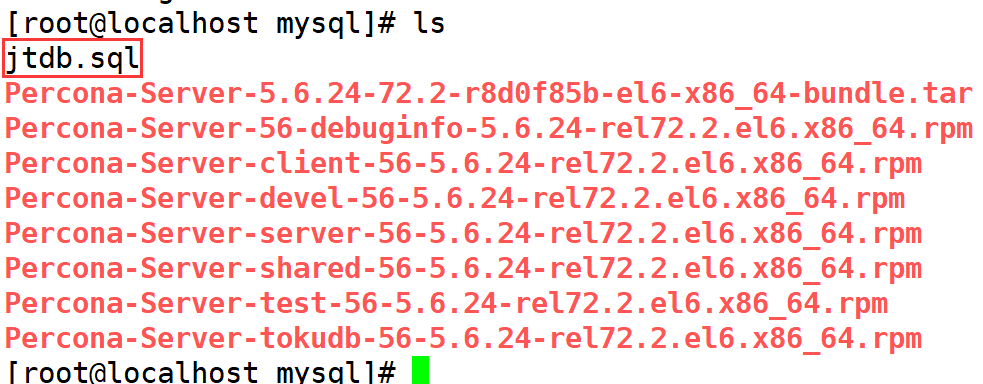 [root@localhost mysql]# ls
jtdb.sql
Percona-Server-5.6.24-72.2-r8d0f85b-el6-x86_64-bundle.tar
Percona-Server-56-debuginfo-5.6.24-rel72.2.el6.x86_64.rpm
Percona-Server-client-56-5.6.24-rel72.2.el6.x86_64.rpm
Percona-Server-devel-56-5.6.24-rel72.2.el6.x86_64.rpm
Percona-Server-server-56-5.6.24-rel72.2.el6.x86_64.rpm
Percona-Server-shared-56-5.6.24-rel72.2.el6.x86_64.rpm
Percona-Server-test-56-5.6.24-rel72.2.el6.x86_64.rpm
Percona-Server-tokudb-56-5.6.24-rel72.2.el6.x86_64.rpm
[root@localhost mysql]#